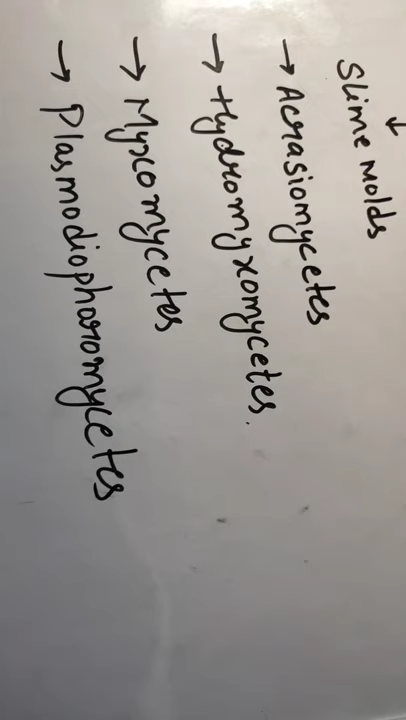 ↓
Slime molds
→ Acrasiomycetes
→ Hydromyxomycetes.
→ Myxomycetes
→ Plasmodiophoromycetes